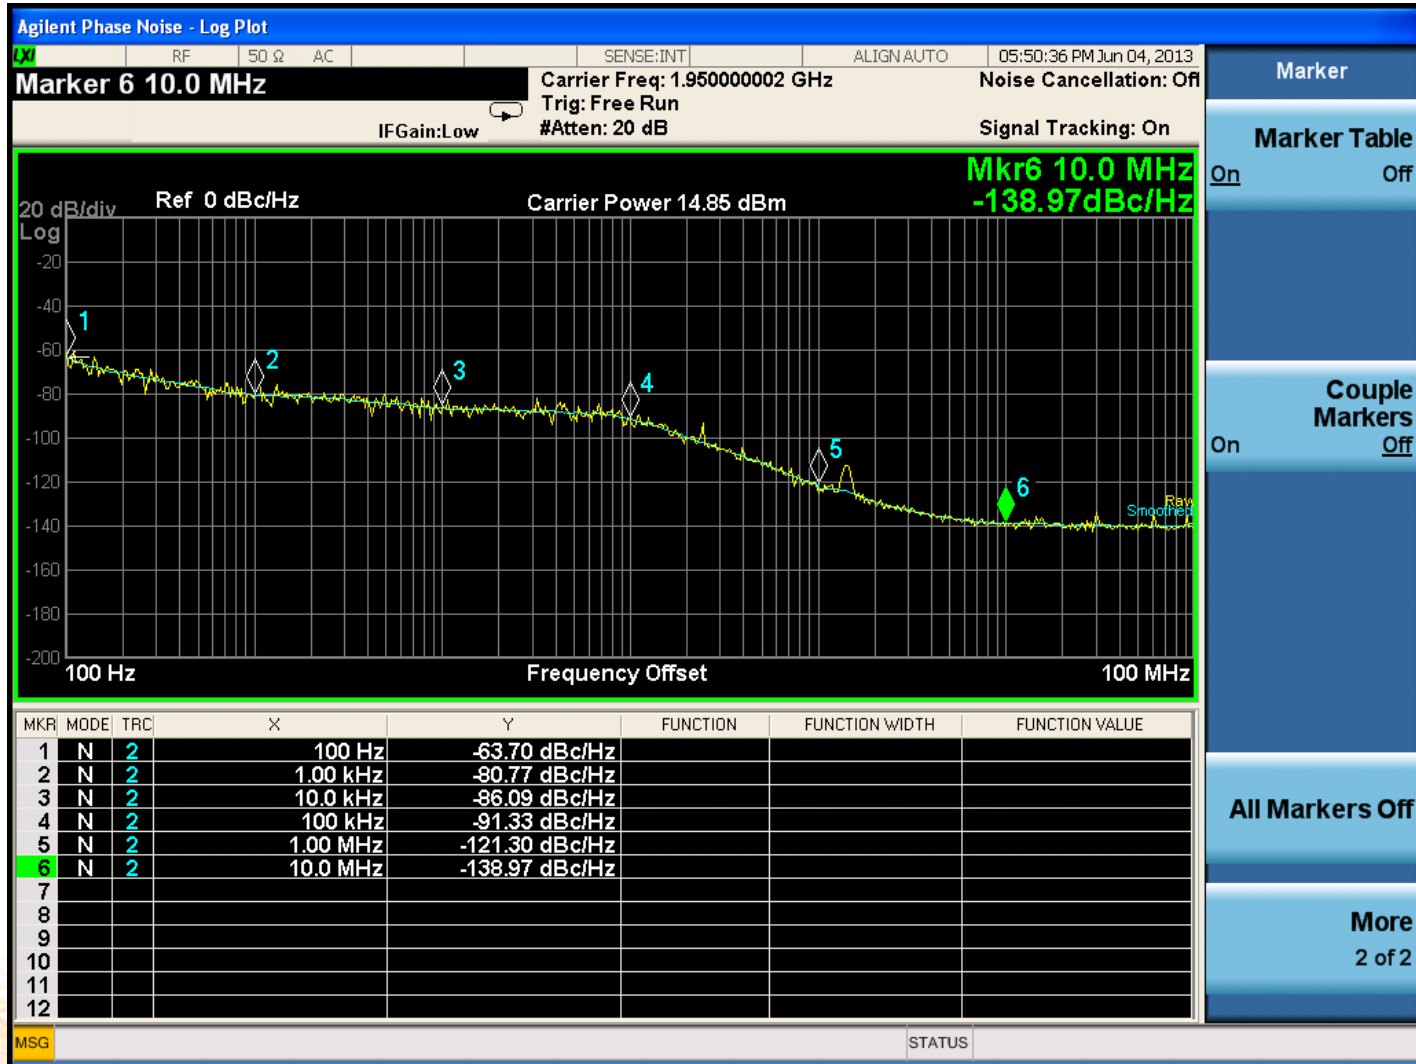 Agilent Phase Noise - Log Plot
LXI RF 50 Ω AC SENSE:INT ALIGN AUTO 05:50:36 PM Jun 04, 2013
Marker 6 10.0 MHz
Carrier Freq: 1.950000002 GHz Noise Cancellation: Off
Trig: Free Run
IFGain:Low #Atten: 20 dB Signal Tracking: On
Mkr6 10.0 MHz
-138.97dBc/Hz
20 dB/div Ref 0 dBc/Hz Carrier Power 14.85 dBm
Log
-20
-40
1
-60
2
3
4
-80
-100
5
-120
6
Raw
Smoothed
-140
-160
-180
-200
100 Hz Frequency Offset 100 MHz
MKR MODE TRC X Y FUNCTION FUNCTION WIDTH FUNCTION VALUE
1 N 2 100 Hz -63.70 dBc/Hz
2 N 2 1.00 kHz -80.77 dBc/Hz
3 N 2 10.0 kHz -86.09 dBc/Hz
4 N 2 100 kHz -91.33 dBc/Hz
5 N 2 1.00 MHz -121.30 dBc/Hz
6 N 2 10.0 MHz -138.97 dBc/Hz
7
8
9
10
11
12
MSG STATUS
Marker
Marker Table
On Off
Couple
Markers
On Off
All Markers Off
More
2 of 2